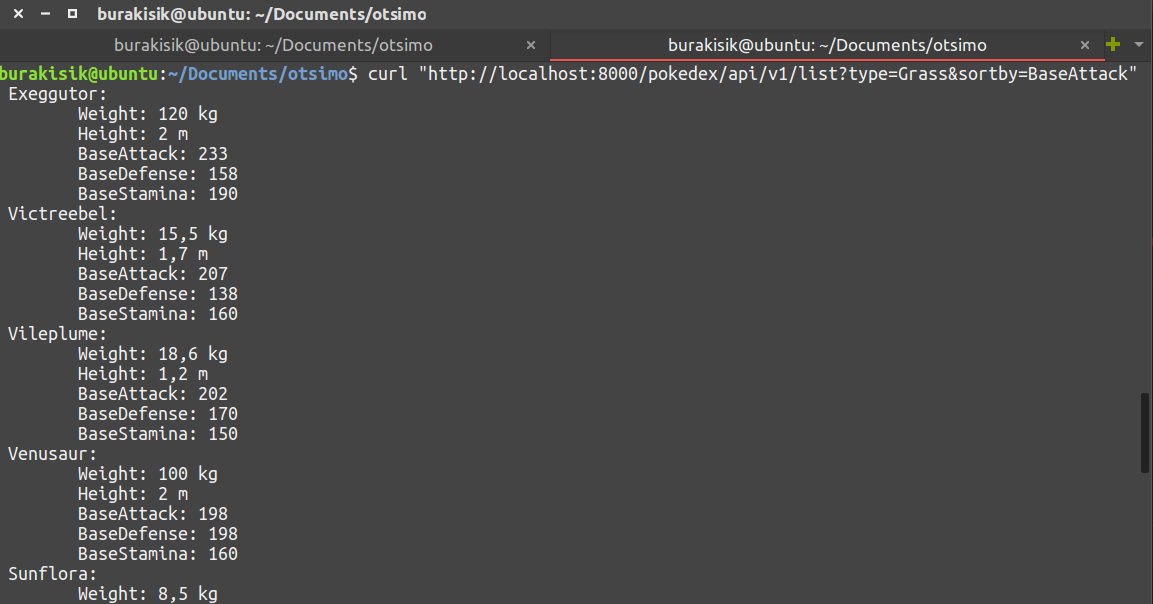 burakisik@ubuntu: ~/Documents/otsimo
burakisik@ubuntu: ~/Documents/otsimo
burakisik@ubuntu: ~/Documents/otsimo
burakisik@ubuntu:~/Documents/otsimo$ curl "http://localhost:8000/pokedex/api/v1/list?type=Grass&sortby=BaseAttack"
Exeggutor:
Weight: 120 kg
Height: 2 m
BaseAttack: 233
BaseDefense: 158
BaseStamina: 190
Victreebel:
Weight: 15,5 kg
Height: 1,7 m
BaseAttack: 207
BaseDefense: 138
BaseStamina: 160
Vileplume:
Weight: 18,6 kg
Height: 1,2 m
BaseAttack: 202
BaseDefense: 170
BaseStamina: 150
Venusaur:
Weight: 100 kg
Height: 2 m
BaseAttack: 198
BaseDefense: 198
BaseStamina: 160
Sunflora:
Weight: 8,5 kg